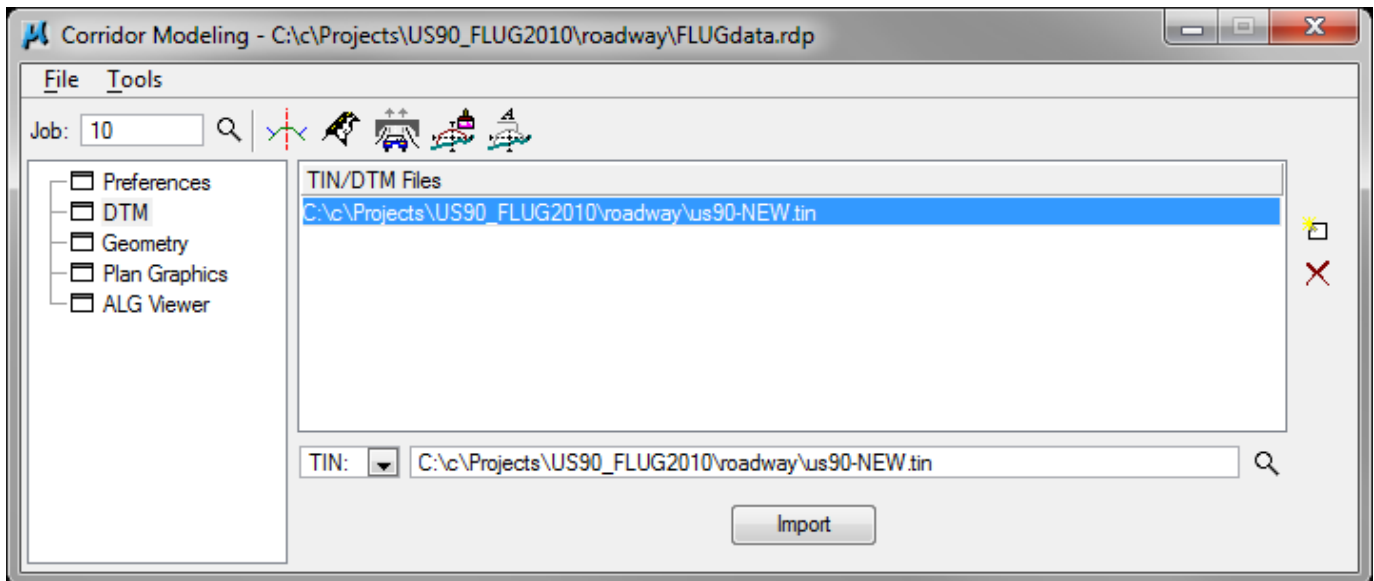 Corridor Modeling - C:\c\Projects\US90_FLUG2010\roadway\FLUGdata.rdp
File Tools
Job: 10
Preferences
DTM
Geometry
Plan Graphics
ALG Viewer
TIN/DTM Files
C:\c\Projects\US90_FLUG2010\roadway\us90-NEW.tin
TIN: C:\c\Projects\US90_FLUG2010\roadway\us90-NEW.tin
Import